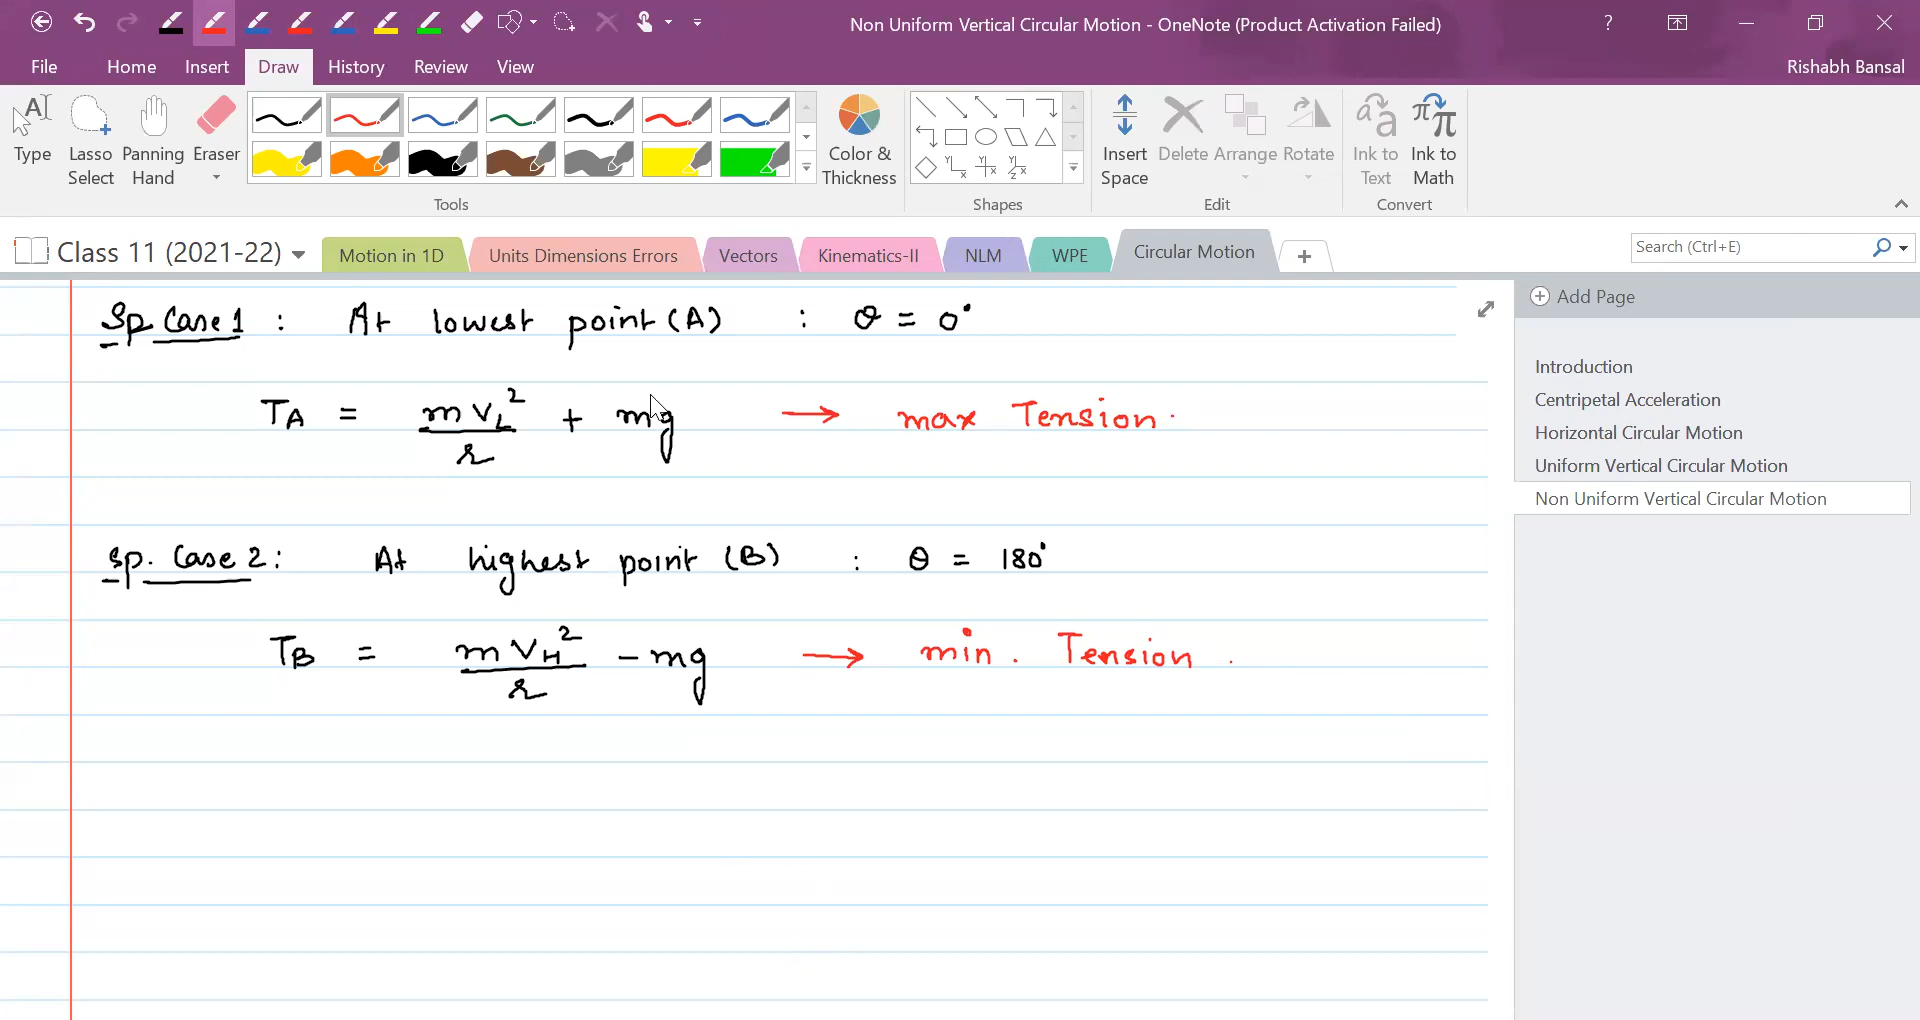 Non Uniform Vertical Circular Motion - OneNote (Product Activation Failed)
?
File Home Insert Draw History Review View
Rishabh Bansal
Type
Lasso Select
Panning Hand
Eraser
Color & Thickness
Insert Space
Delete
Arrange
Rotate
Ink to Text
Ink to Math
Tools
Shapes
Edit
Convert
Class 11 (2021-22)
Motion in 1D
Units Dimensions Errors
Vectors
Kinematics-II
NLM
WPE
Circular Motion
+
Search (Ctrl+E)
Add Page
Introduction
Centripetal Acceleration
Horizontal Circular Motion
Uniform Vertical Circular Motion
Non Uniform Vertical Circular Motion
Sp Case 1 : At lowest point (A) : θ = 0°
T_A = m v_L² / r + mg → max Tension.
Sp. Case 2 : At highest point (B) : θ = 180°
T_B = m v_H² / r - mg → min. Tension.